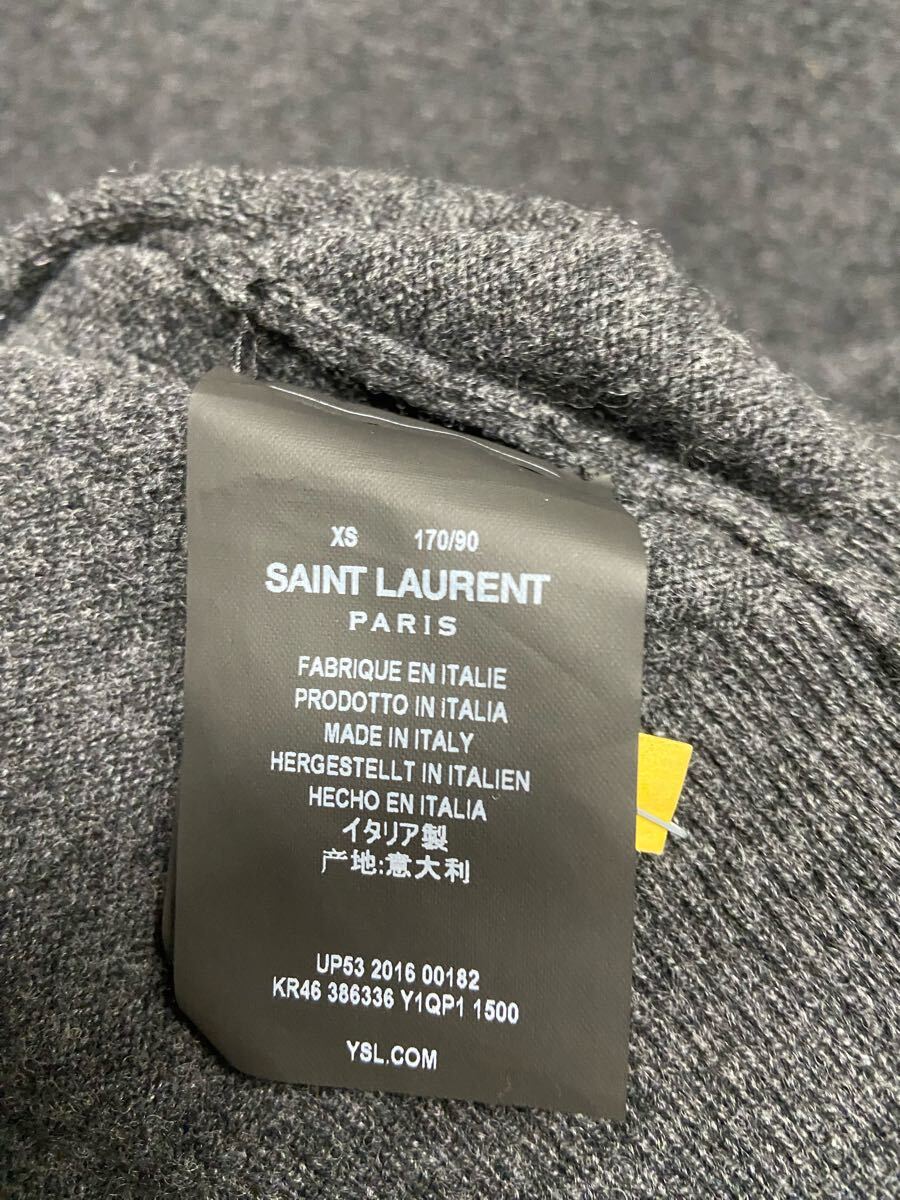 XS 170/90
SAINT LAURENT
PARIS
FABRIQUE EN ITALIE
PRODOTTO IN ITALIA
MADE IN ITALY
HERGESTELLT IN ITALIEN
HECHO EN ITALIA
イタリア製
产地:意大利
UP53 2016 00182
KR46 386336 Y1QP1 1500
YSL.COM